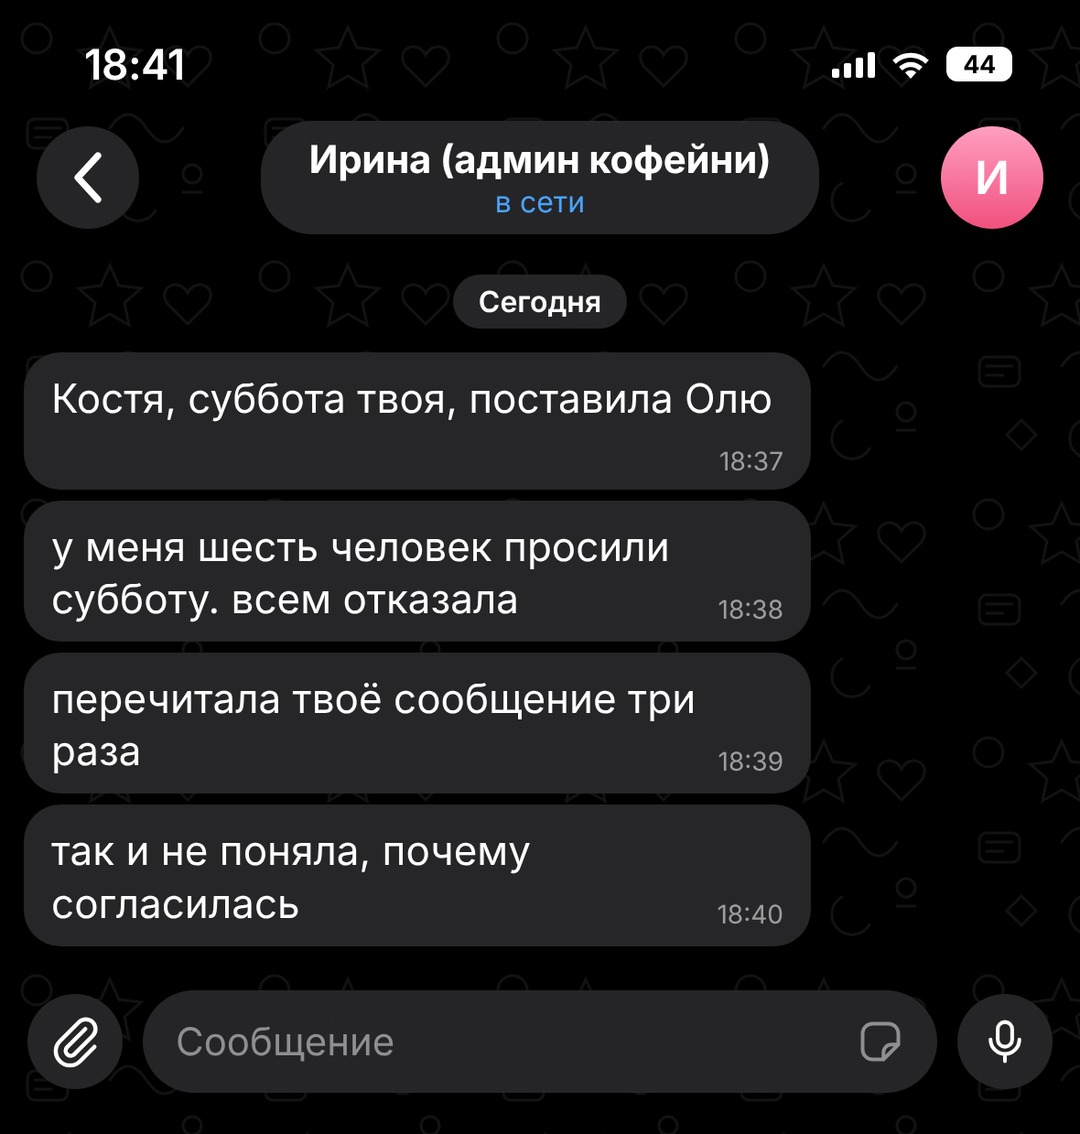 18:41
44
Ирина (админ кофейни)
в сети
И
Сегодня
Костя, суббота твоя, поставила Олю
18:37
у меня шесть человек просили
субботу. всем отказала
18:38
перечитала твоё сообщение три
раза
18:39
так и не поняла, почему
согласилась
18:40
Сообщение